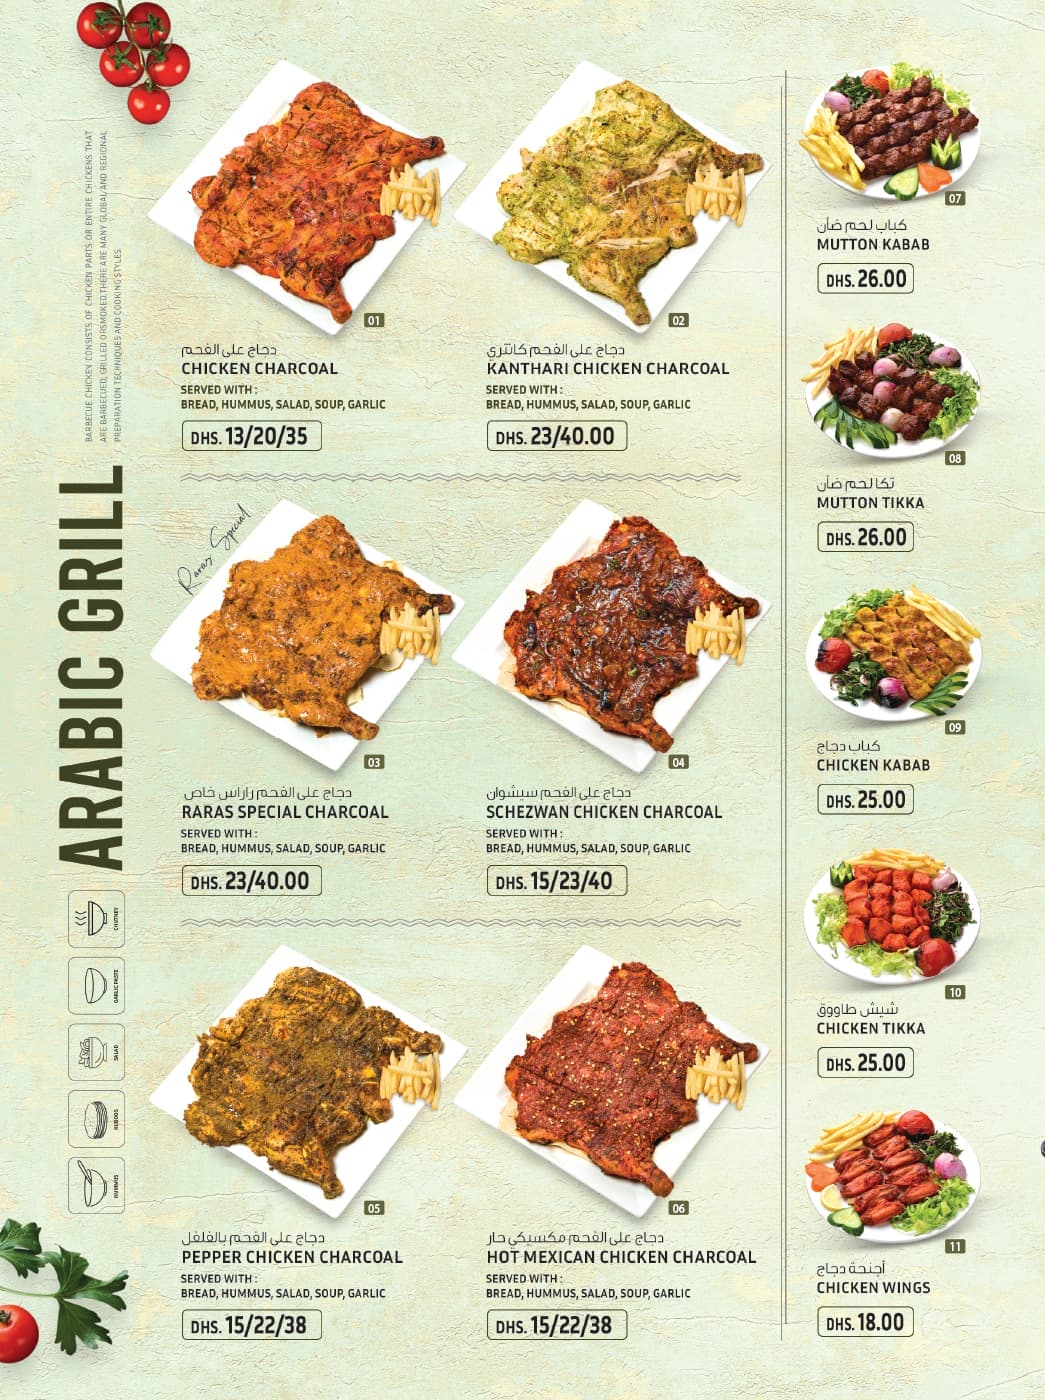 BARBECUE CHICKEN CONSISTS OF CHICKEN PARTS OR ENTIRE CHICKENS THAT
ARE BARBECUED, GRILLED ORSMOKED.THERE ARE MANY GLOBAL AND REGIONAL
PREPARATION TECHNIQUES AND COOKING STYLES.
ARABIC GRILL
CHUTNEY
GARLIC PASTE
SALAD
KUBOOS
HUMMUS
01
دجاج على الفحم
CHICKEN CHARCOAL
SERVED WITH :
BREAD, HUMMUS, SALAD, SOUP, GARLIC
DHS. 13/20/35
02
دجاج على الفحم كانتري
KANTHARI CHICKEN CHARCOAL
SERVED WITH :
BREAD, HUMMUS, SALAD, SOUP, GARLIC
DHS. 23/40.00
Raras Special
03
دجاج على الفحم راراس خاص
RARAS SPECIAL CHARCOAL
SERVED WITH :
BREAD, HUMMUS, SALAD, SOUP, GARLIC
DHS. 23/40.00
04
دجاج على الفحم سيشوان
SCHEZWAN CHICKEN CHARCOAL
SERVED WITH :
BREAD, HUMMUS, SALAD, SOUP, GARLIC
DHS. 15/23/40
05
دجاج على الفحم بالفلفل
PEPPER CHICKEN CHARCOAL
SERVED WITH :
BREAD, HUMMUS, SALAD, SOUP, GARLIC
DHS. 15/22/38
06
دجاج على الفحم مكسيكي حار
HOT MEXICAN CHICKEN CHARCOAL
SERVED WITH :
BREAD, HUMMUS, SALAD, SOUP, GARLIC
DHS. 15/22/38
07
كباب لحم ضأن
MUTTON KABAB
DHS. 26.00
08
تكا لحم ضأن
MUTTON TIKKA
DHS. 26.00
09
كباب دجاج
CHICKEN KABAB
DHS. 25.00
10
شيش طاووق
CHICKEN TIKKA
DHS. 25.00
11
أجنحة دجاج
CHICKEN WINGS
DHS. 18.00